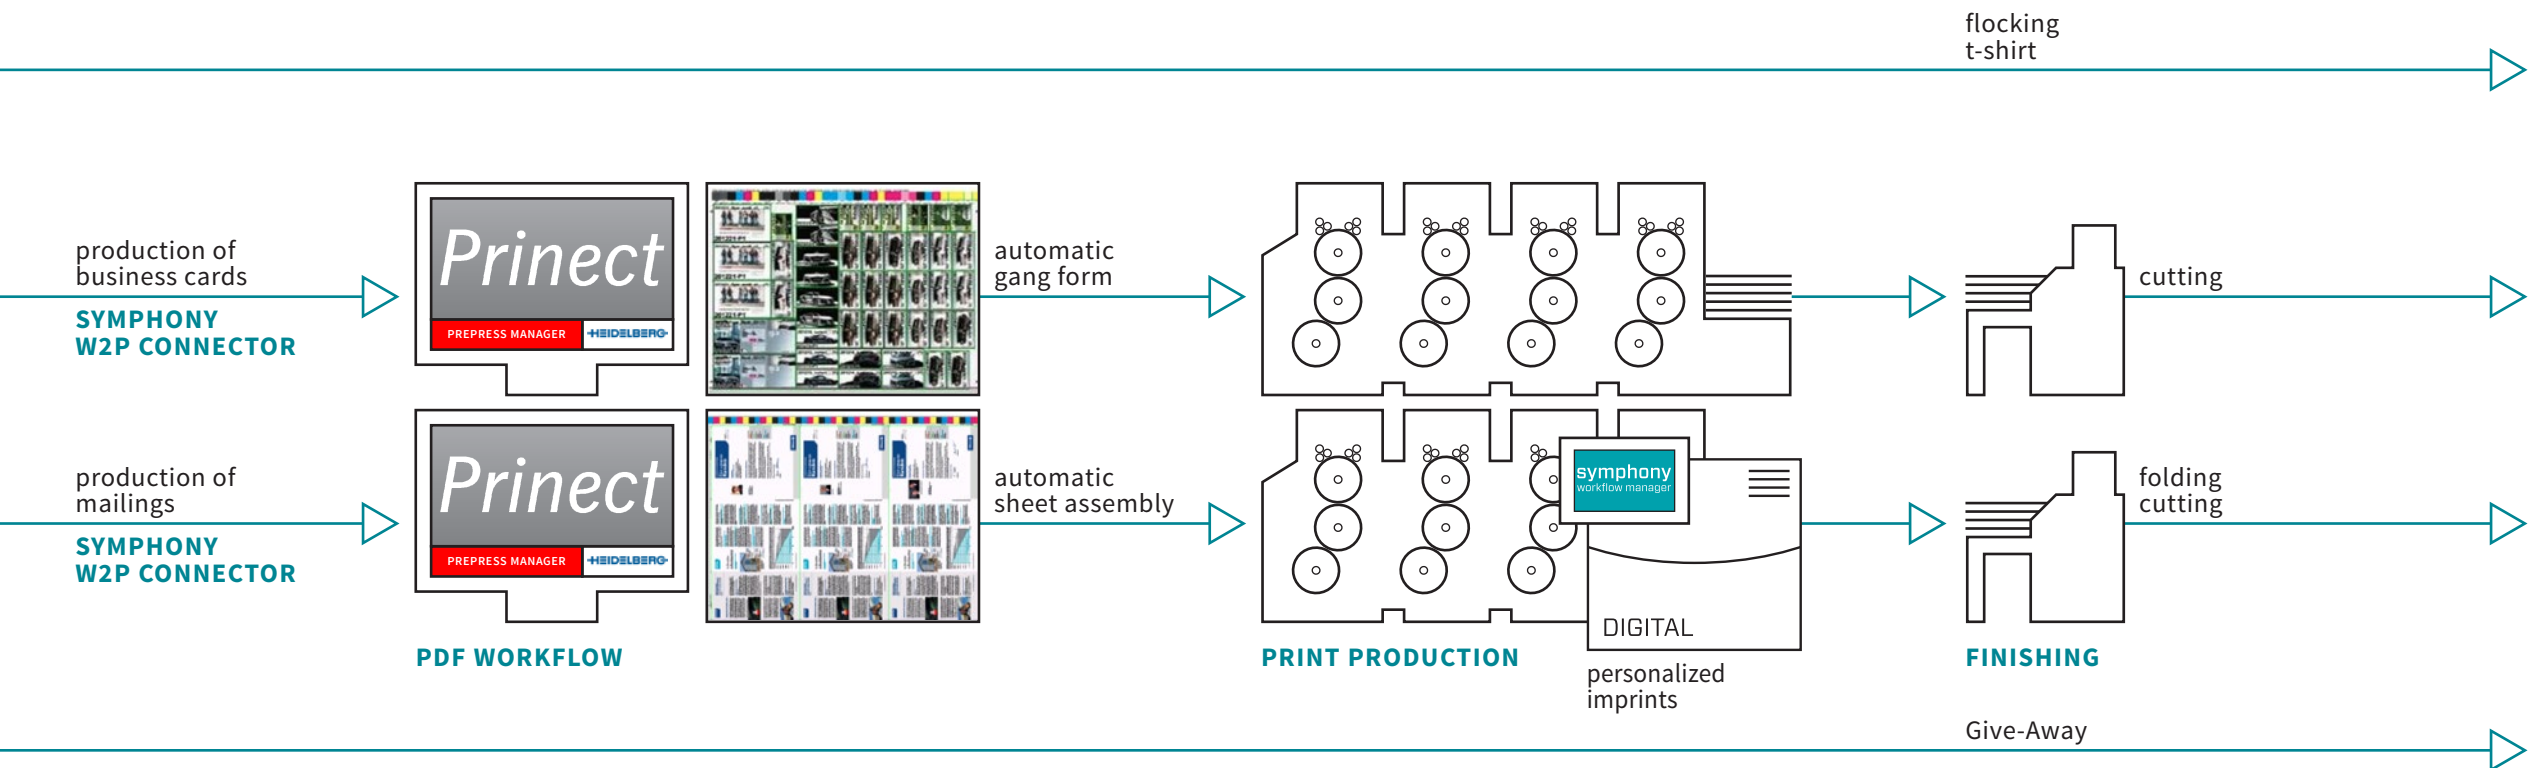 flocking
t-shirt
production of
business cards
SYMPHONY
W2P CONNECTOR
Prinect
PREPRESS MANAGER
HEIDELBERG
automatic
gang form
cutting
production of
mailings
SYMPHONY
W2P CONNECTOR
Prinect
PREPRESS MANAGER
HEIDELBERG
automatic
sheet assembly
symphony
workflow manager
DIGITAL
folding
cutting
PDF WORKFLOW
PRINT PRODUCTION
personalized
imprints
FINISHING
Give-Away